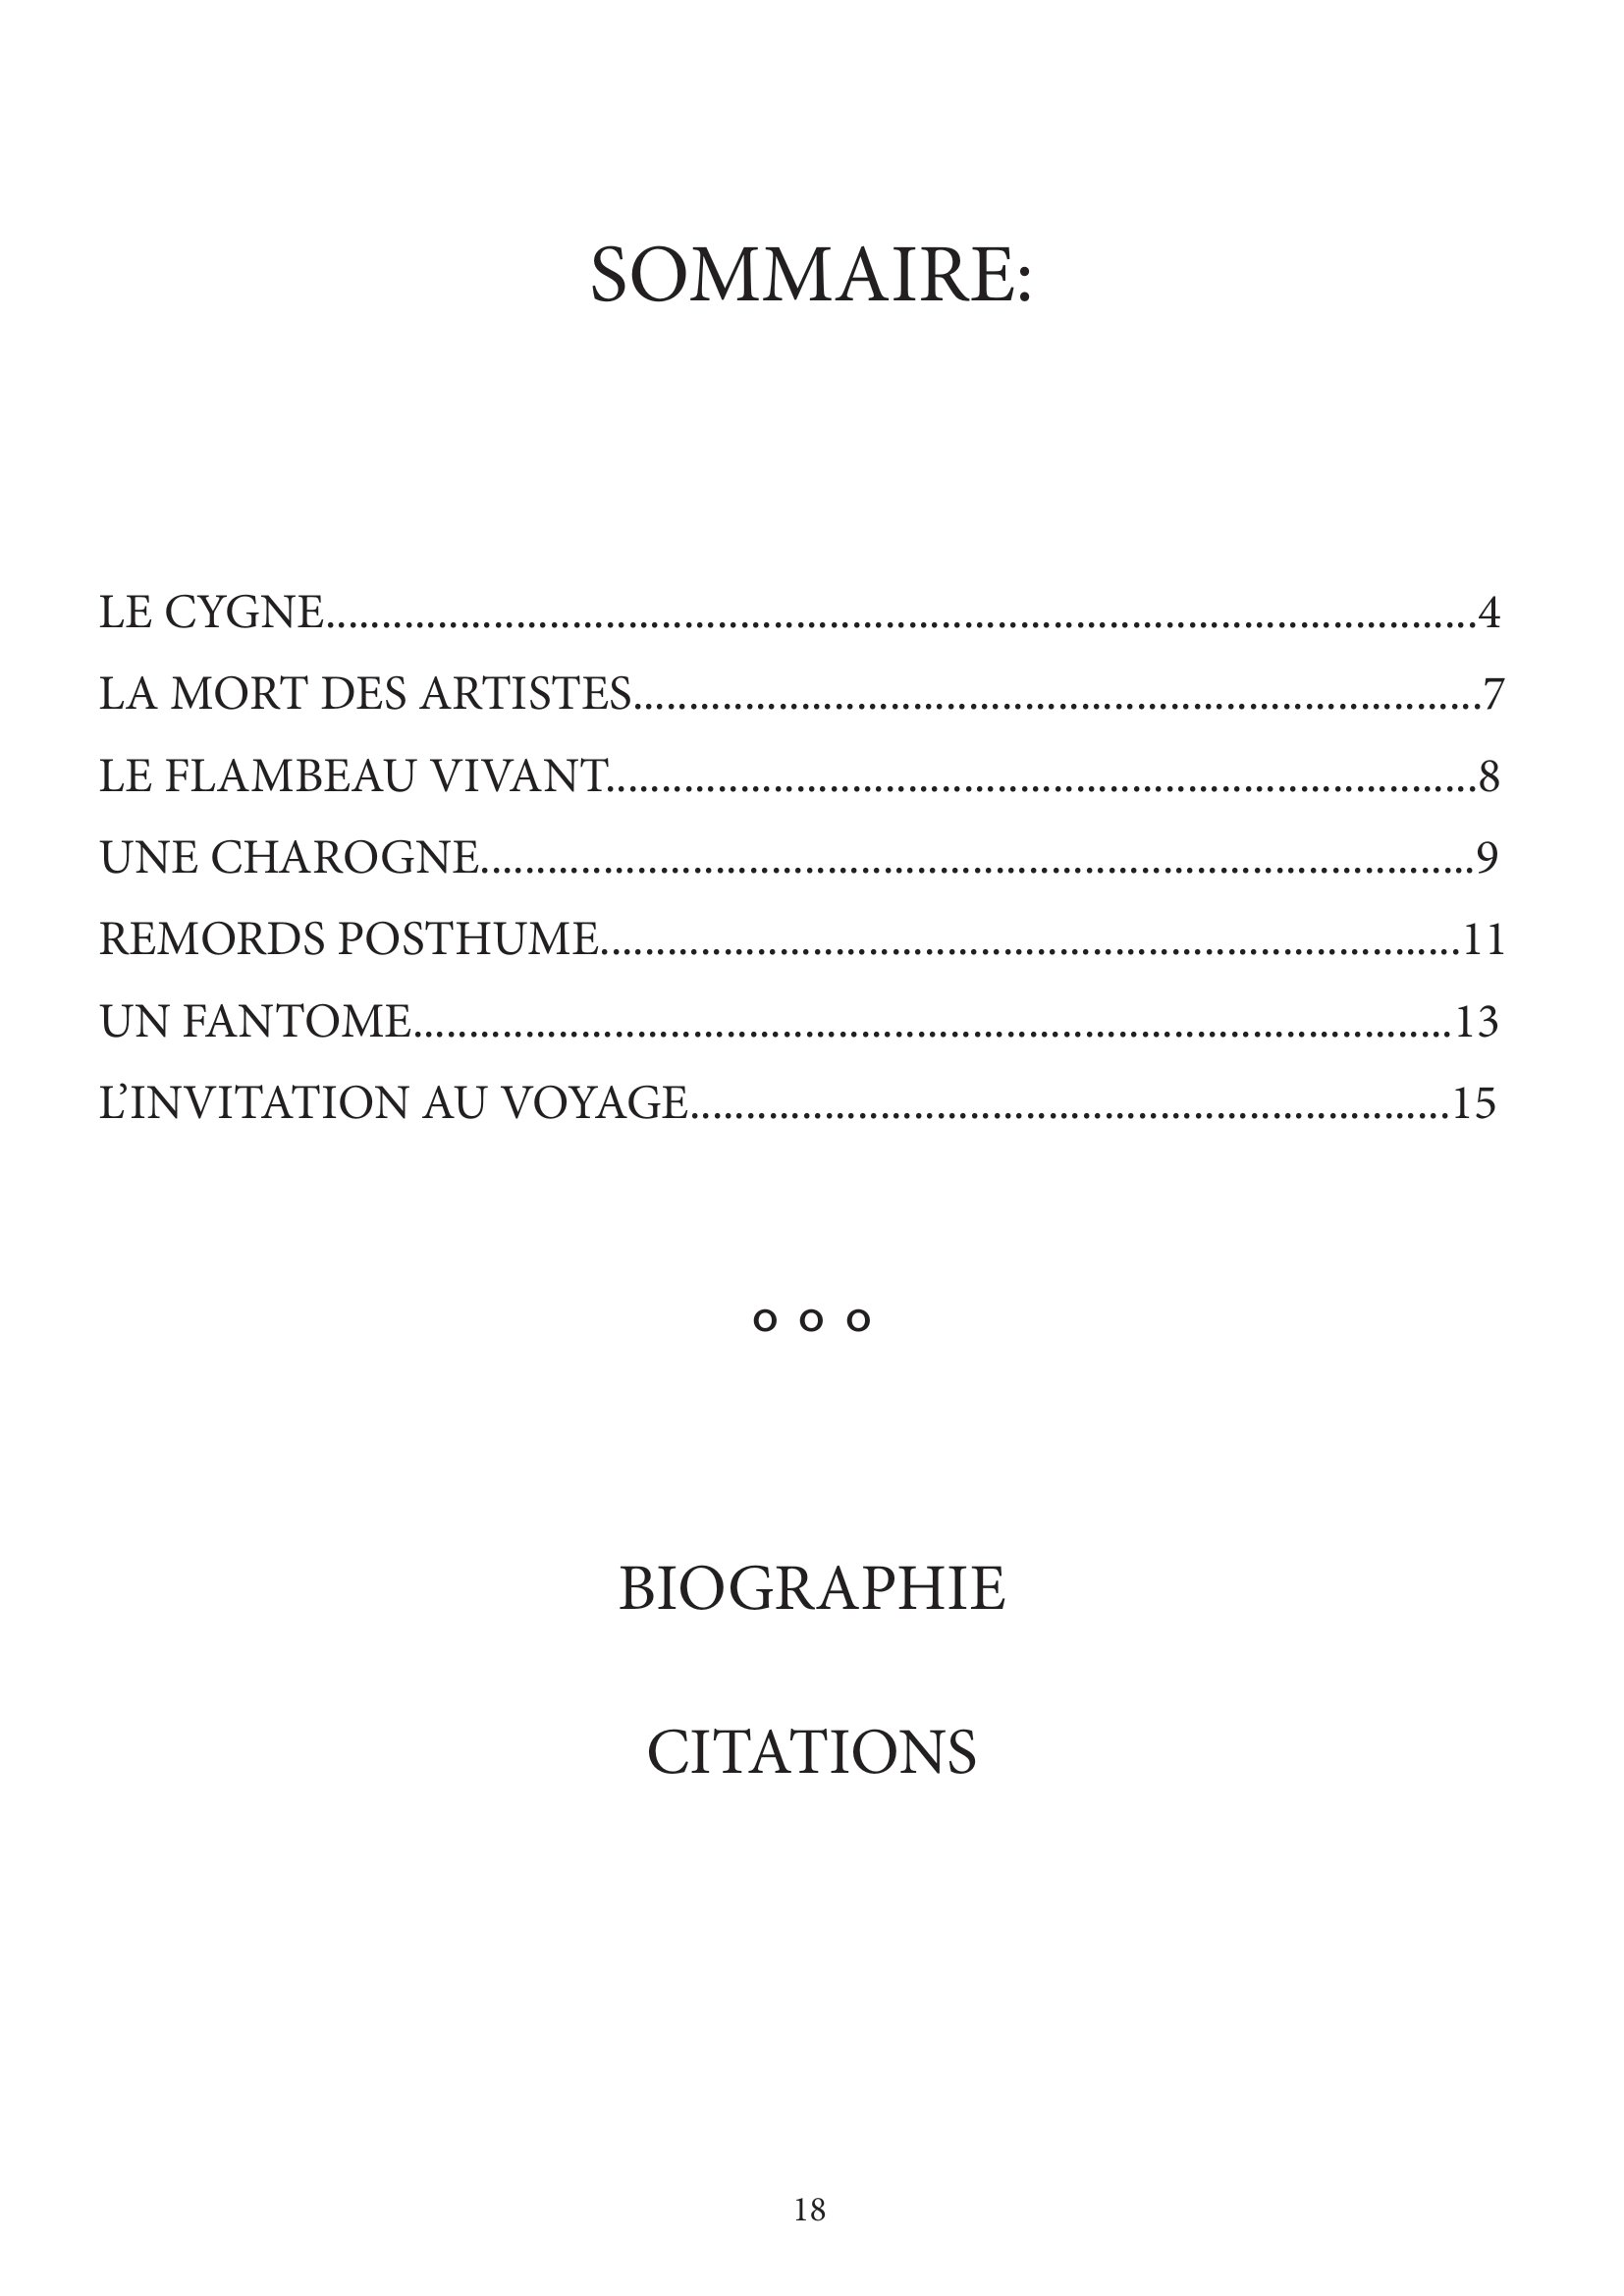 SOMMAIRE:
LE CYGNE.......................................................................................................4
LA MORT DES ARTISTES............................................................................7
LE FLAMBEAU VIVANT..............................................................................8
UNE CHAROGNE.........................................................................................9
REMORDS POSTHUME.............................................................................11
UN FANTOME.............................................................................................13
L’INVITATION AU VOYAGE....................................................................15
° ° °
BIOGRAPHIE
CITATIONS
18